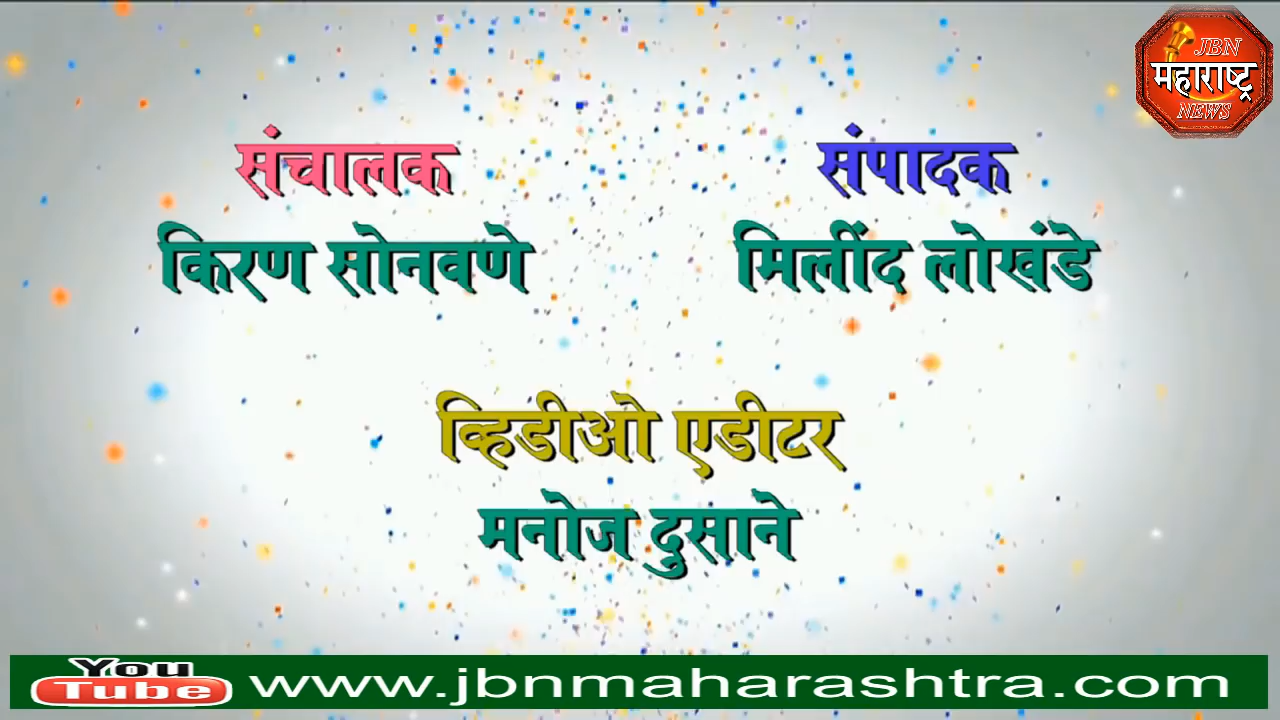 JBN
महाराष्ट्र
NEWS
संचालक
किरण सोनवणे
संपादक
मिलींद लोखंडे
व्हिडीओ एडीटर
मनोज दुसाने
You
Tube
www.jbnmaharashtra.com